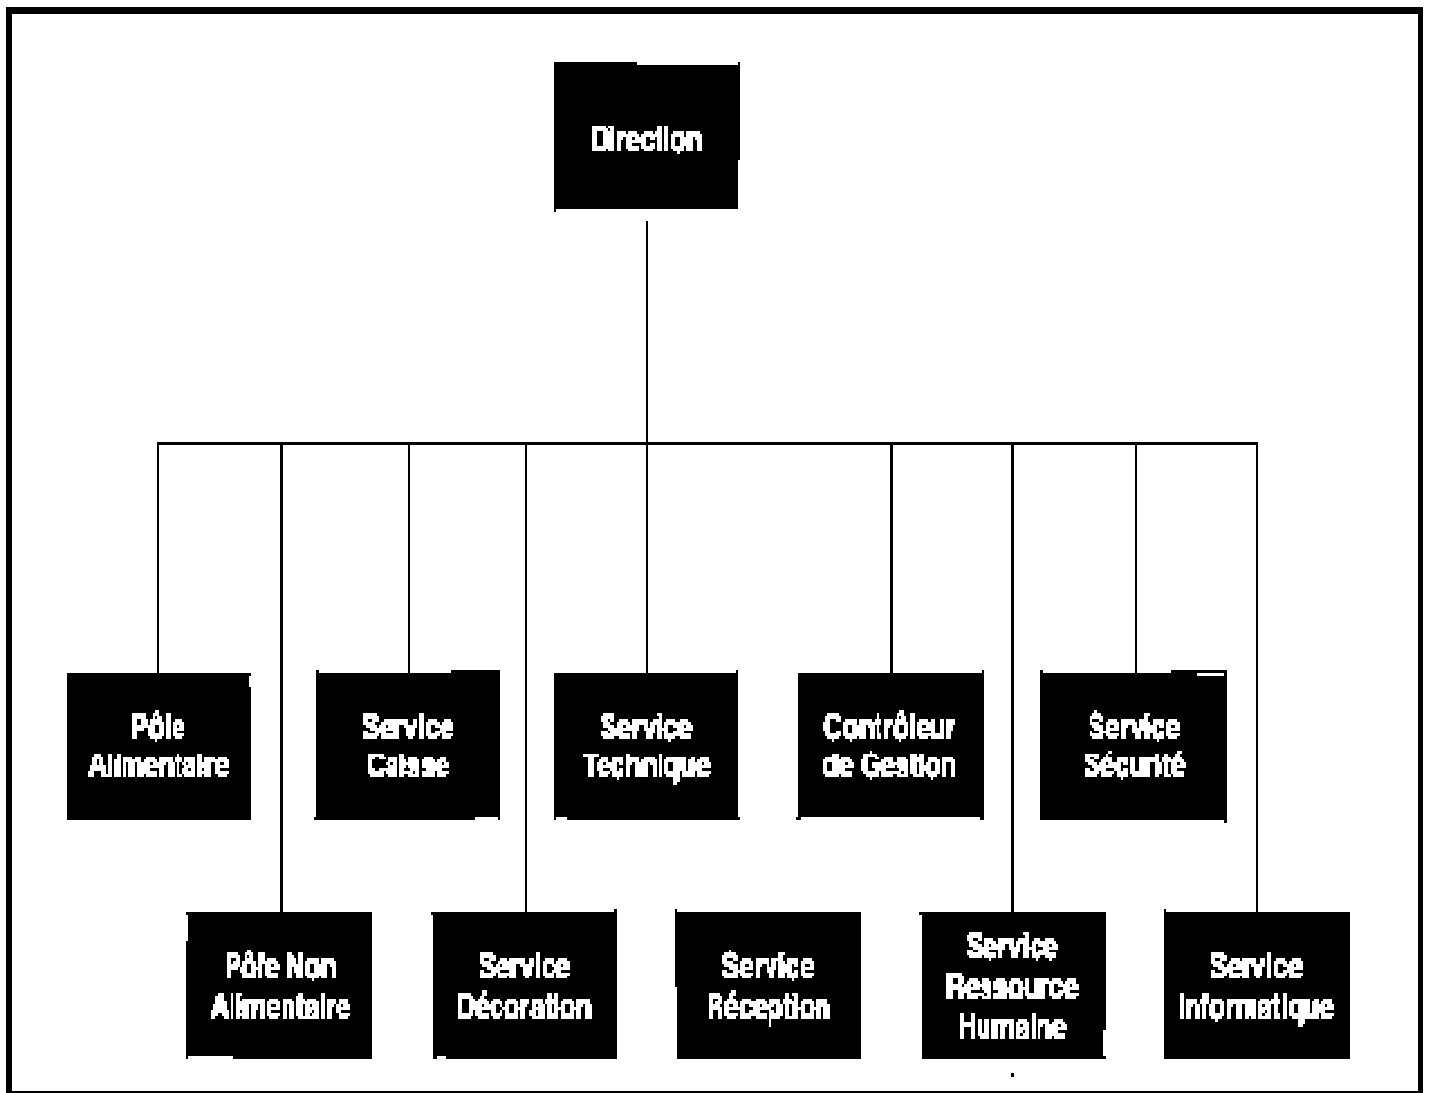 Direction
Pôle
Alimentaire
Service
Caisse
Service
Technique
Contrôleur
de Gestion
Service
Sécurité
Pôle Non
Alimentaire
Service
Décoration
Service
Réception
Service
Ressource
Humaine
Service
Informatique